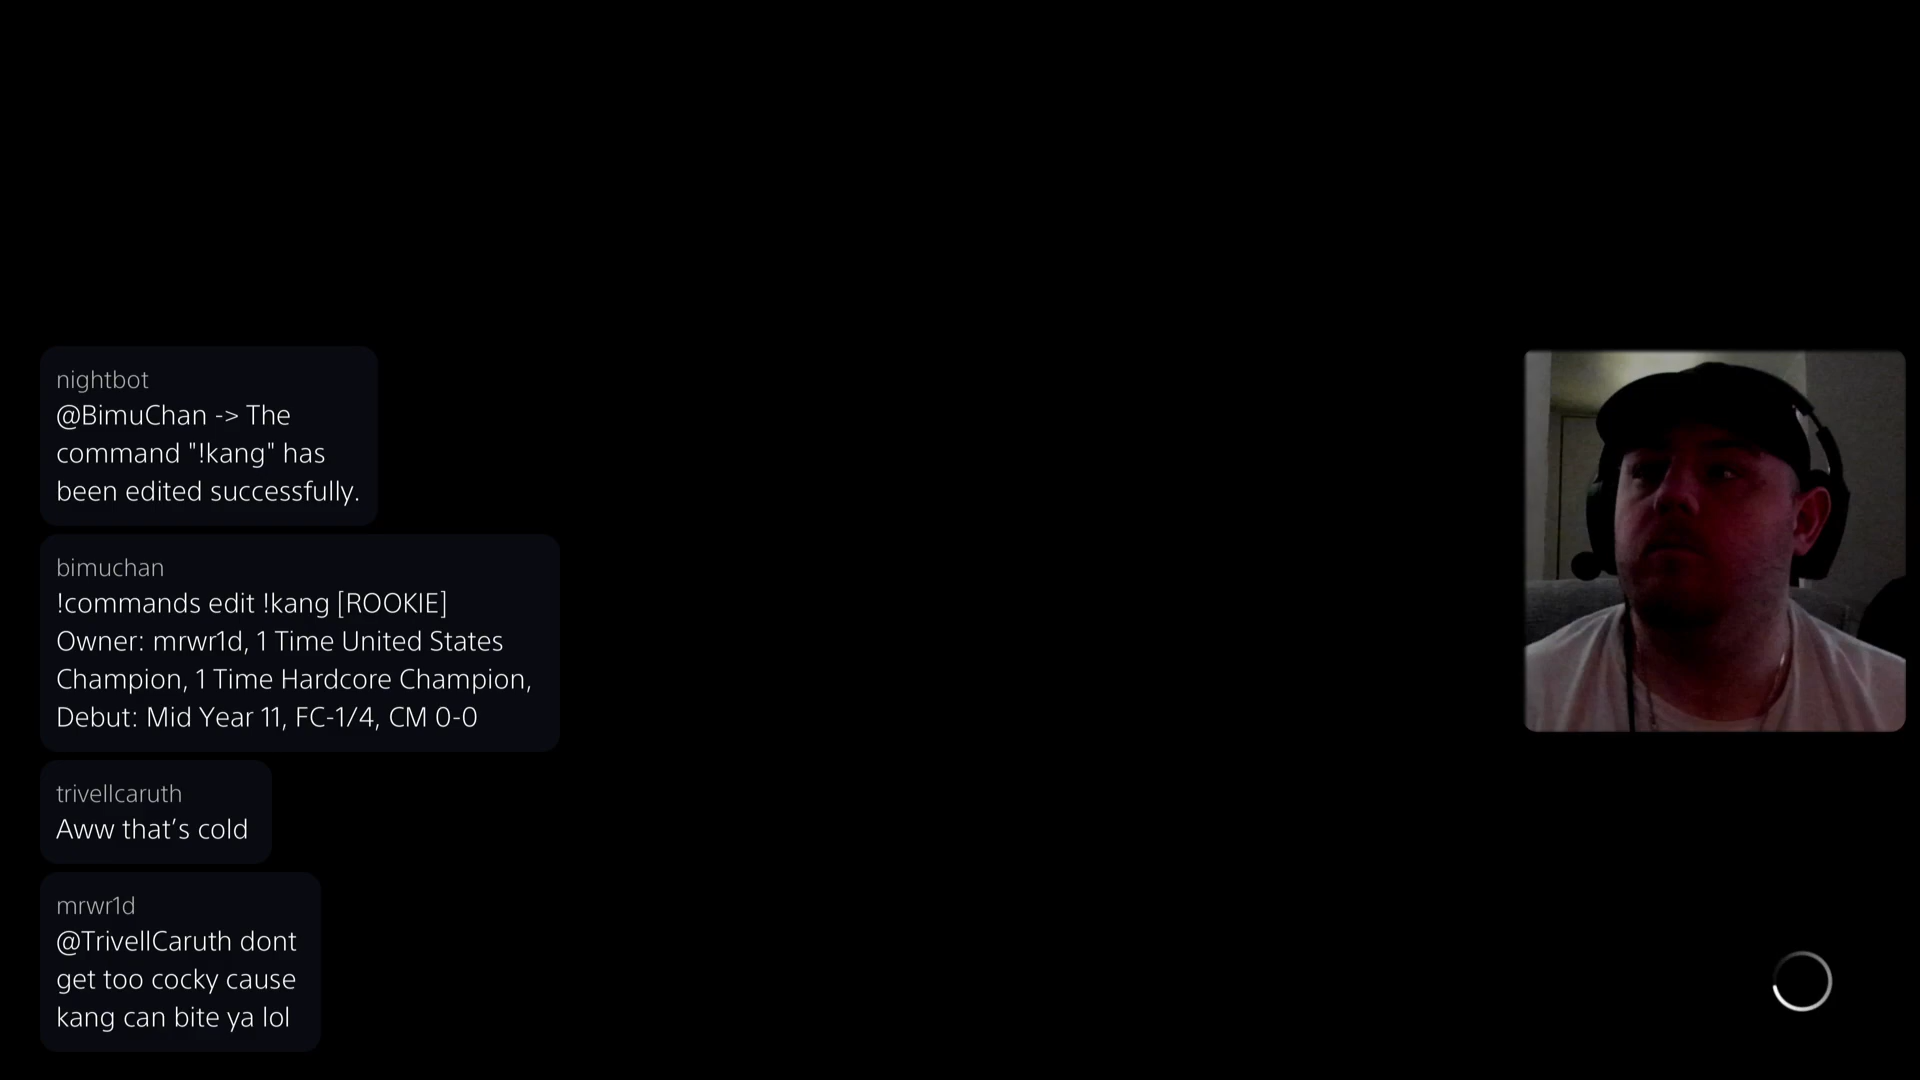 nightbot
@BimuChan -> The
command "!kang" has
been edited successfully.
bimuchan
!commands edit !kang [ROOKIE]
Owner: mrwr1d, 1 Time United States
Champion, 1 Time Hardcore Champion,
Debut: Mid Year 11, FC-1/4, CM 0-0
trivellcaruth
Aww that’s cold
mrwr1d
@TrivellCaruth dont
get too cocky cause
kang can bite ya lol